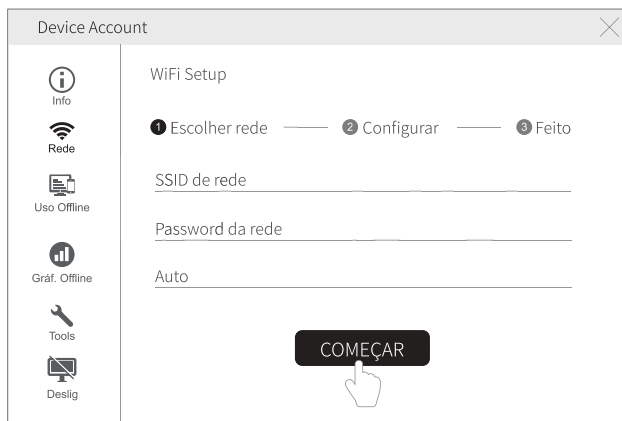 Device Account
Info
Rede
Uso Offline
Gráf. Offline
Tools
Deslig
WiFi Setup
1 Escolher rede 2 Configurar 3 Feito
SSID de rede
Password da rede
Auto
COMEÇAR